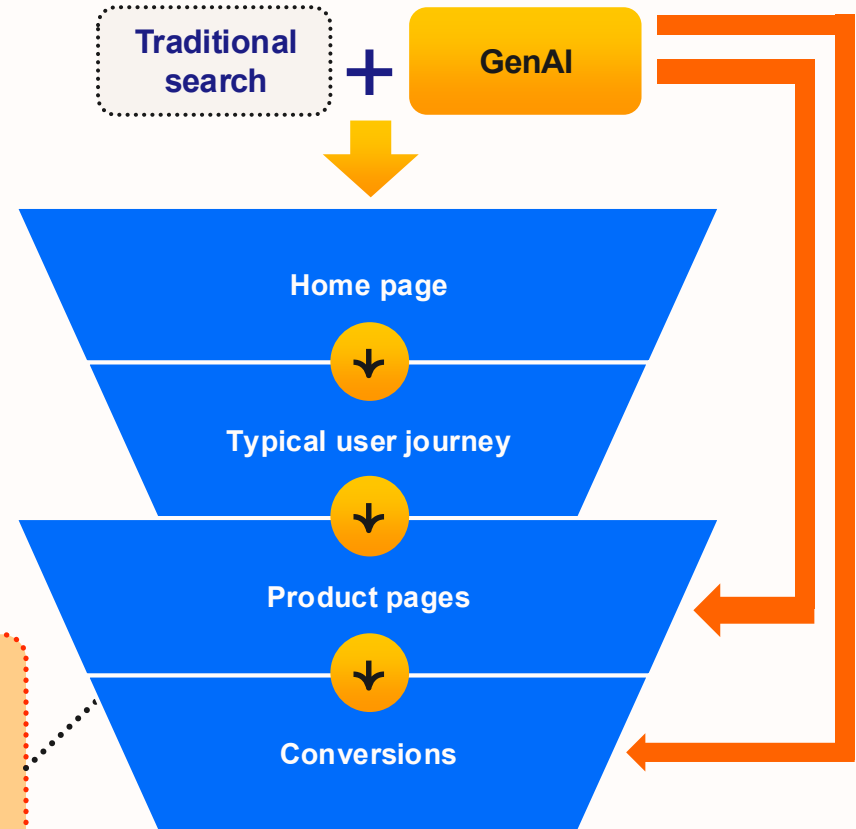 Traditional
search
+
GenAI
Home page
Typical user journey
Product pages
Conversions